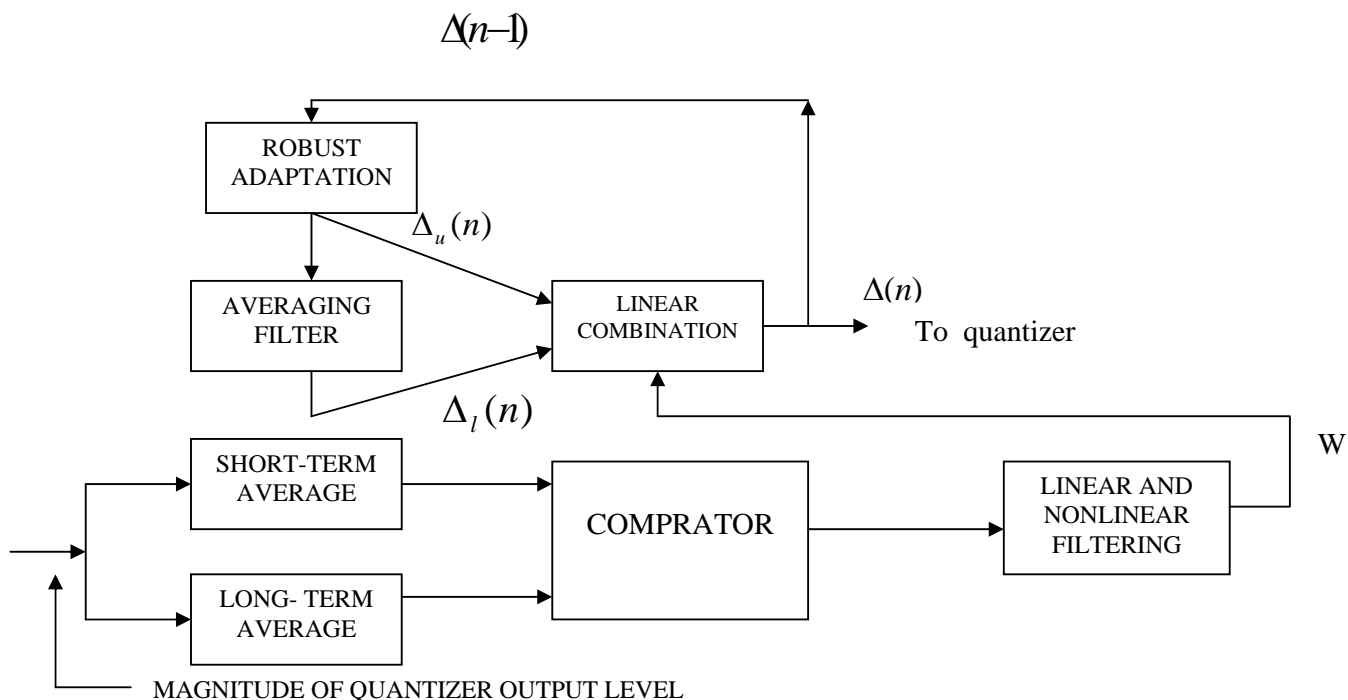 Δ(n−1)
ROBUST
ADAPTATION
Δu(n)
AVERAGING
FILTER
LINEAR
COMBINATION
Δ(n)
To quantizer
Δl(n)
W
SHORT-TERM
AVERAGE
COMPRATOR
LINEAR AND
NONLINEAR
FILTERING
LONG- TERM
AVERAGE
MAGNITUDE OF QUANTIZER OUTPUT LEVEL